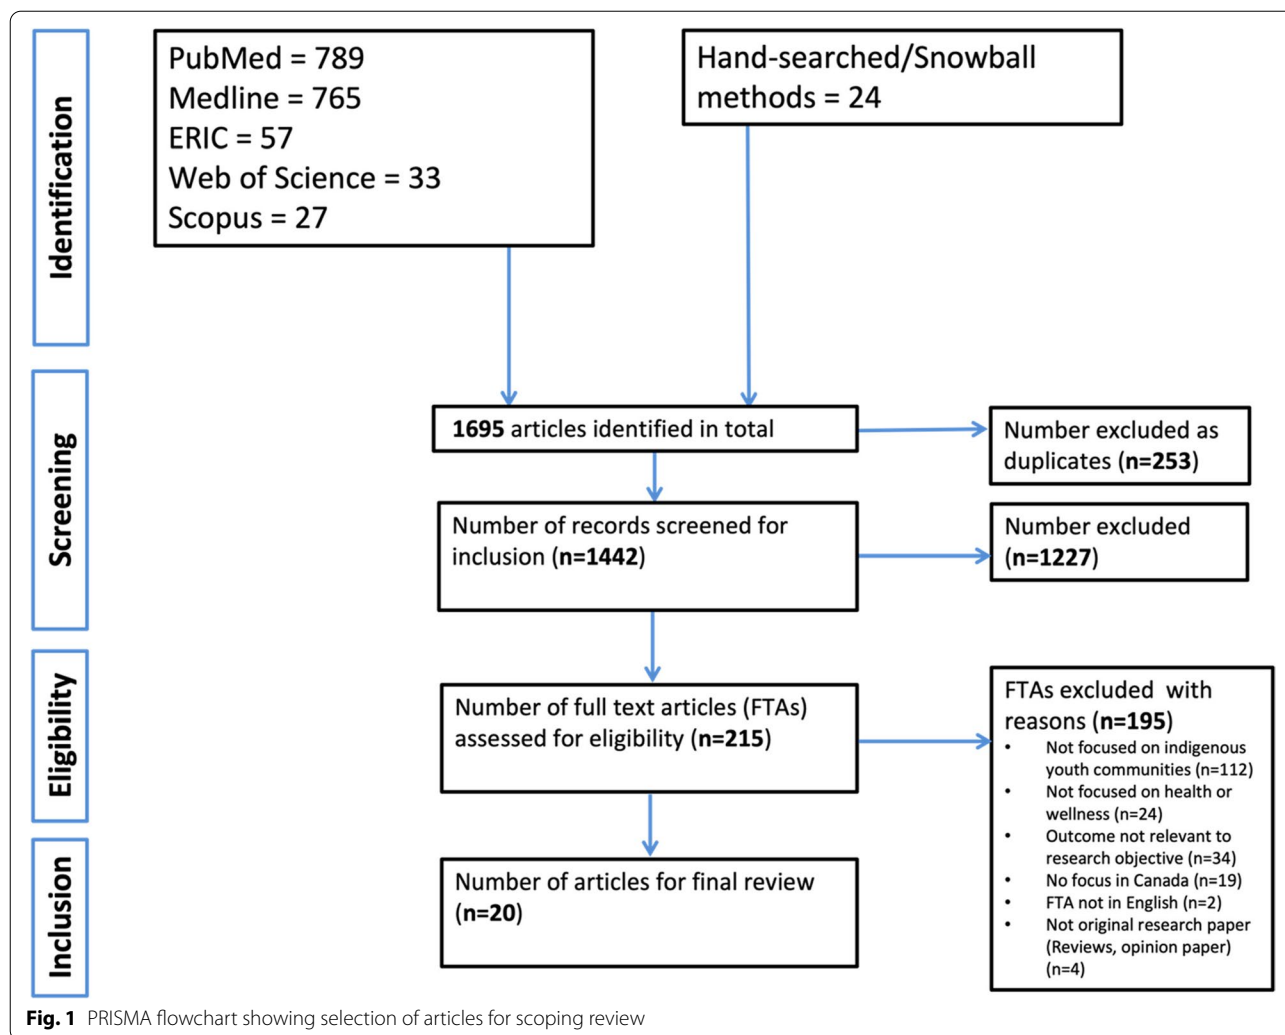 Identification
PubMed = 789
Medline = 765
ERIC = 57
Web of Science = 33
Scopus = 27
Hand-searched/Snowball
methods = 24
Screening
1695 articles identified in total
Number excluded as
duplicates (n=253)
Number of records screened for
inclusion (n=1442)
Number excluded
(n=1227)
Eligibility
Number of full text articles (FTAs)
assessed for eligibility (n=215)
FTAs excluded with
reasons (n=195)
• Not focused on indigenous
youth communities (n=112)
• Not focused on health or
wellness (n=24)
• Outcome not relevant to
research objective (n=34)
• No focus in Canada (n=19)
• FTA not in English (n=2)
• Not original research paper
(Reviews, opinion paper)
(n=4)
Inclusion
Number of articles for final review
(n=20)
Fig. 1 PRISMA flowchart showing selection of articles for scoping review